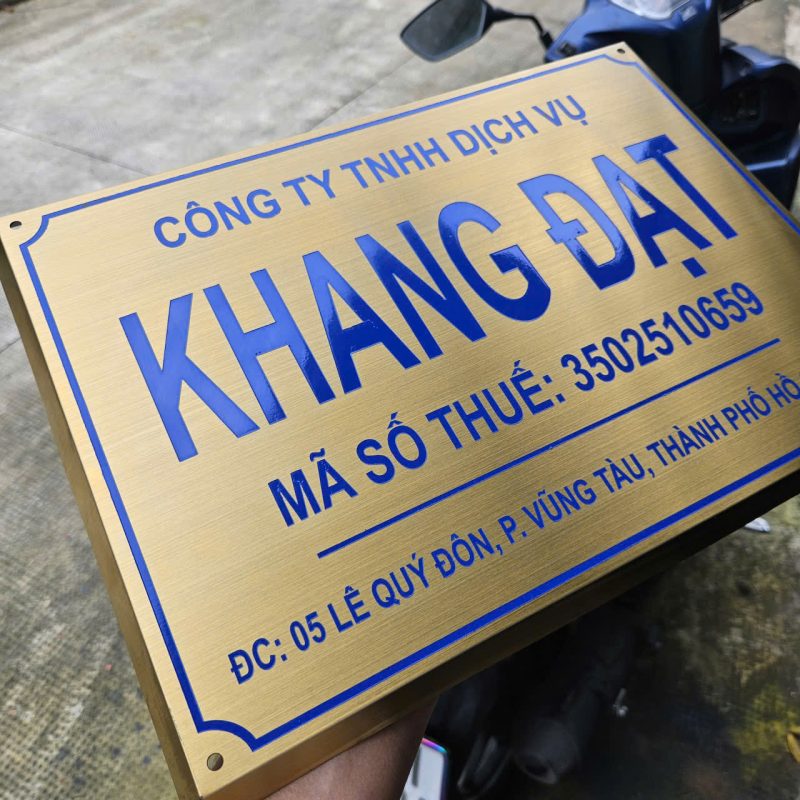 CÔNG TY TNHH DỊCH VỤ
KHANG ĐẠT
MÃ SỐ THUẾ: 3502510659
ĐC: 05 LÊ QUÝ ĐÔN, P. VŨNG TÀU, THÀNH PHỐ HỒ